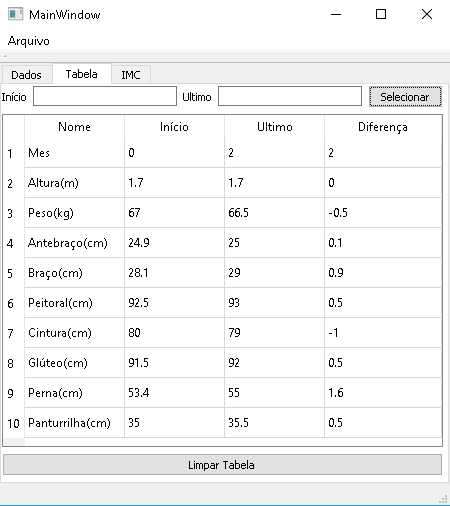 MainWindow
Arquivo
Dados Tabela IMC
Início Ultimo Selecionar
Nome Início Ultimo Diferença
1 Mes 0 2 2
2 Altura(m) 1.7 1.7 0
3 Peso(kg) 67 66.5 -0.5
4 Antebraço(cm) 24.9 25 0.1
5 Braço(cm) 28.1 29 0.9
6 Peitoral(cm) 92.5 93 0.5
7 Cintura(cm) 80 79 -1
8 Glúteo(cm) 91.5 92 0.5
9 Perna(cm) 53.4 55 1.6
10 Panturrilha(cm) 35 35.5 0.5
Limpar Tabela